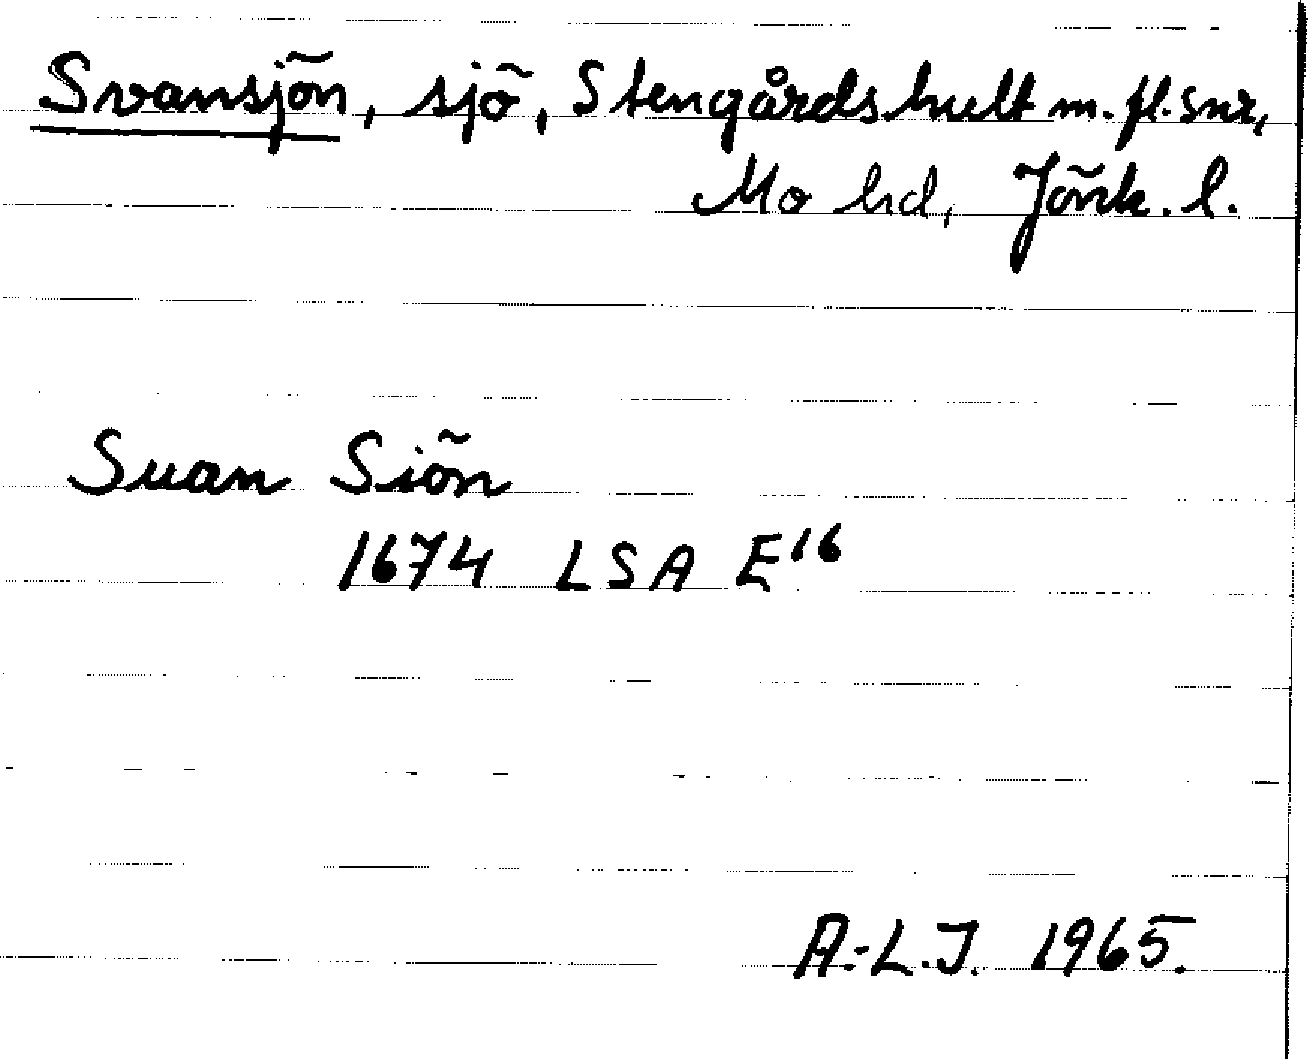 Svansjön, sjö, Stengårdshult m. fl. snr,
Mo hd, Jönk. l.
Suan Siön
1674 LSA E16
A.-L.J. 1965.